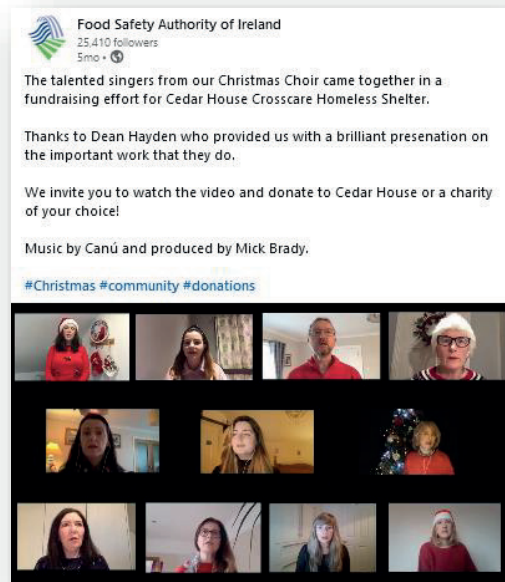 Food Safety Authority of Ireland
25,410 followers
5mo •
The talented singers from our Christmas Choir came together in a
fundraising effort for Cedar House Crosscare Homeless Shelter.
Thanks to Dean Hayden who provided us with a brilliant presenation on
the important work that they do.
We invite you to watch the video and donate to Cedar House or a charity
of your choice!
Music by Canú and produced by Mick Brady.
#Christmas #community #donations